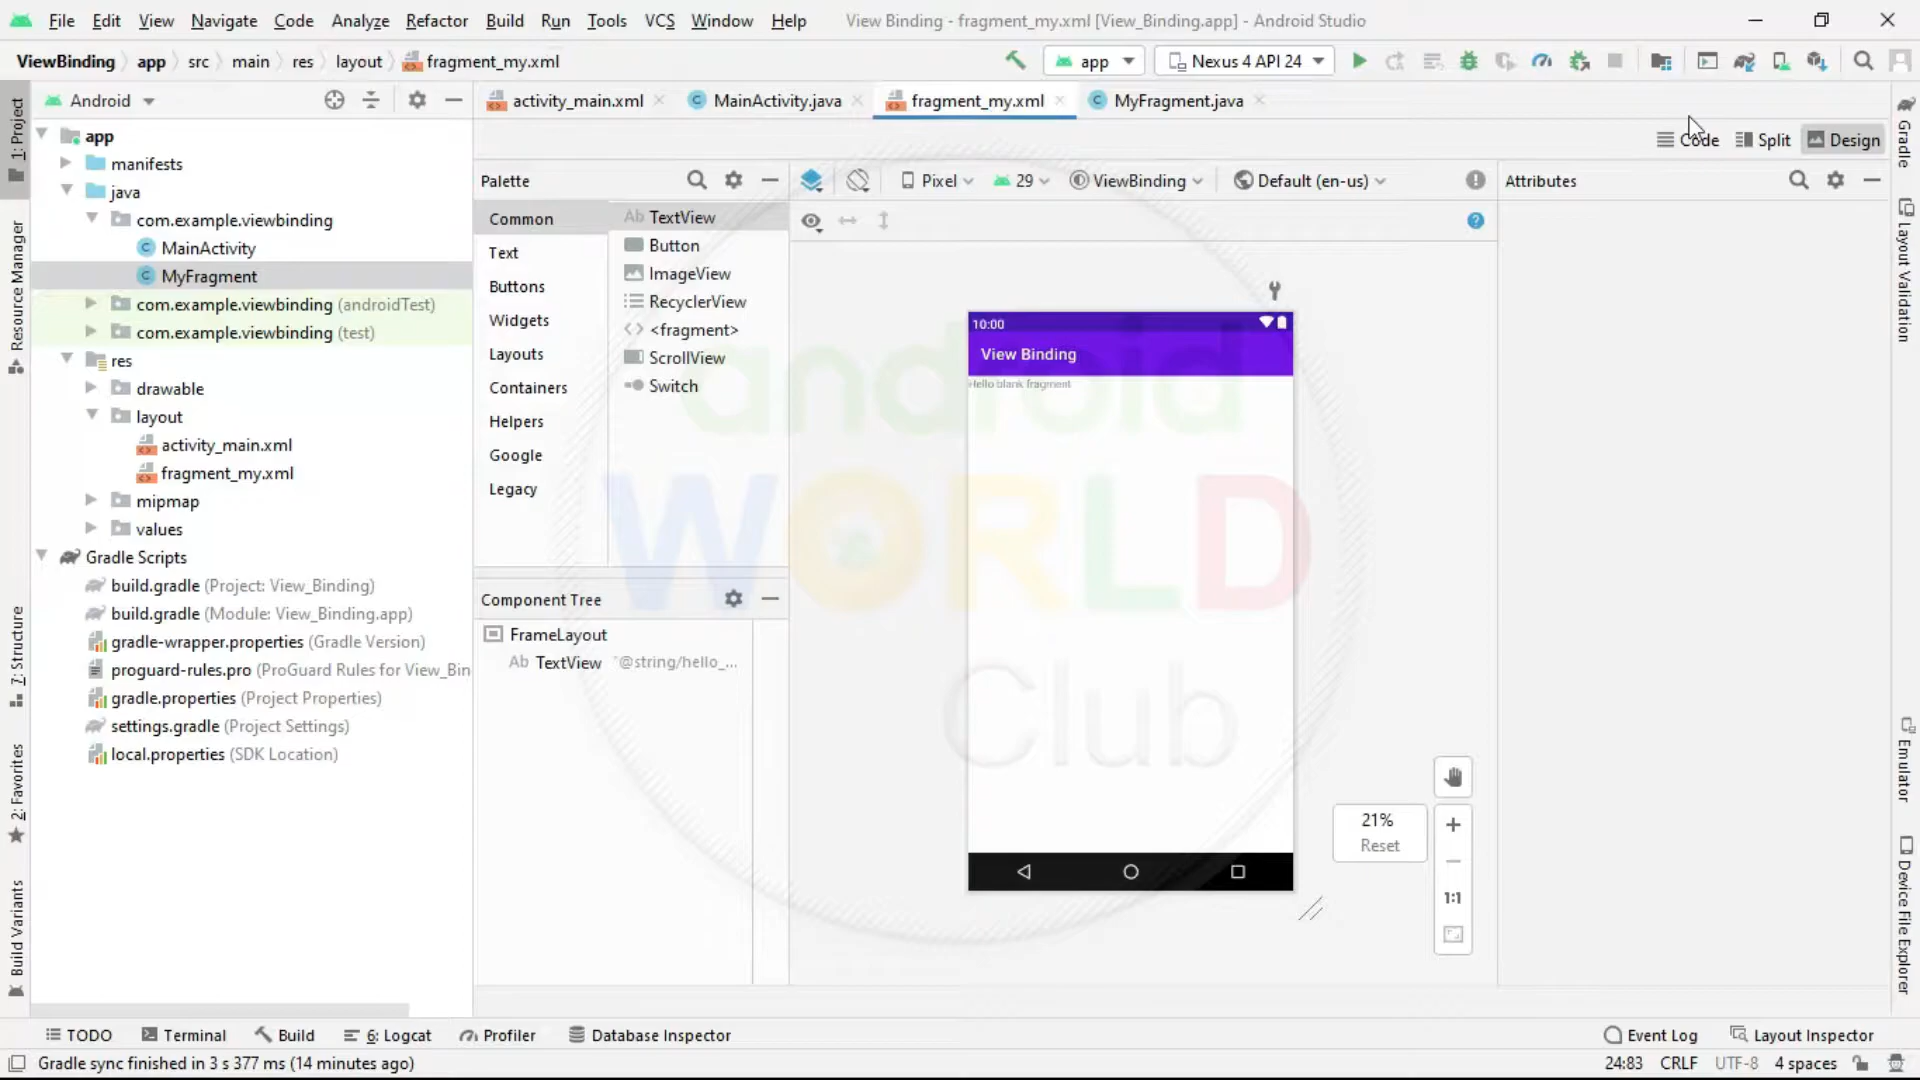 File Edit View Navigate Code Analyze Refactor Build Run Tools VCS Window Help View Binding - fragment_my.xml [View_Binding.app] - Android Studio
ViewBinding app src main res layout fragment_my.xml app Nexus 4 API 24
Android
activity_main.xml MainActivity.java fragment_my.xml MyFragment.java
Code Split Design
1: Project
Resource Manager
7: Structure
2: Favorites
Build Variants
app
manifests
java
com.example.viewbinding
MainActivity
MyFragment
com.example.viewbinding (androidTest)
com.example.viewbinding (test)
res
drawable
layout
activity_main.xml
fragment_my.xml
mipmap
values
Gradle Scripts
build.gradle (Project: View_Binding)
build.gradle (Module: View_Binding.app)
gradle-wrapper.properties (Gradle Version)
proguard-rules.pro (ProGuard Rules for View_Bin
gradle.properties (Project Properties)
settings.gradle (Project Settings)
local.properties (SDK Location)
Palette
Common
Text
Buttons
Widgets
Layouts
Containers
Helpers
Google
Legacy
Ab TextView
Button
ImageView
RecyclerView
<fragment>
ScrollView
Switch
Component Tree
FrameLayout
Ab TextView "@string/hello_...
Pixel 29 ViewBinding Default (en-us)
10:00
View Binding
Hello blank fragment
android
WORLD
Club
21%
Reset
1:1
Attributes
Gradle
Layout Validation
Emulator
Device File Explorer
TODO Terminal Build 6: Logcat Profiler Database Inspector Event Log Layout Inspector
Gradle sync finished in 3 s 377 ms (14 minutes ago) 24:83 CRLF UTF-8 4 spaces